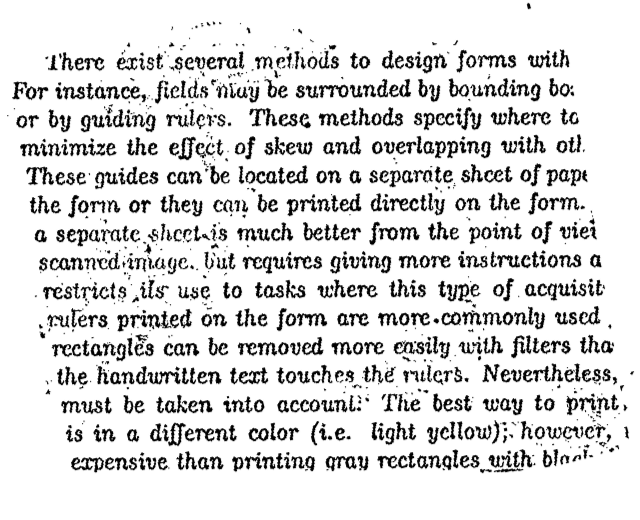 There exist several methods to design forms with
For instance, fields may be surrounded by bounding bo
or by guiding rulers. These methods specify where to
minimize the effect of skew and overlapping with ot
These guides can be located on a separate sheet of pap
the form or they can be printed directly on the form.
a separate sheet is much better from the point of vie
scanned image, but requires giving more instructions a
restricts its use to tasks where this type of acquisit
rulers printed on the form are more commonly used
rectangles can be removed more easily with filters tha
the handwritten text touches the rulers. Nevertheless,
must be taken into account. The best way to print
is in a different color (i.e. light yellow); however,
expensive than printing gray rectangles with blac